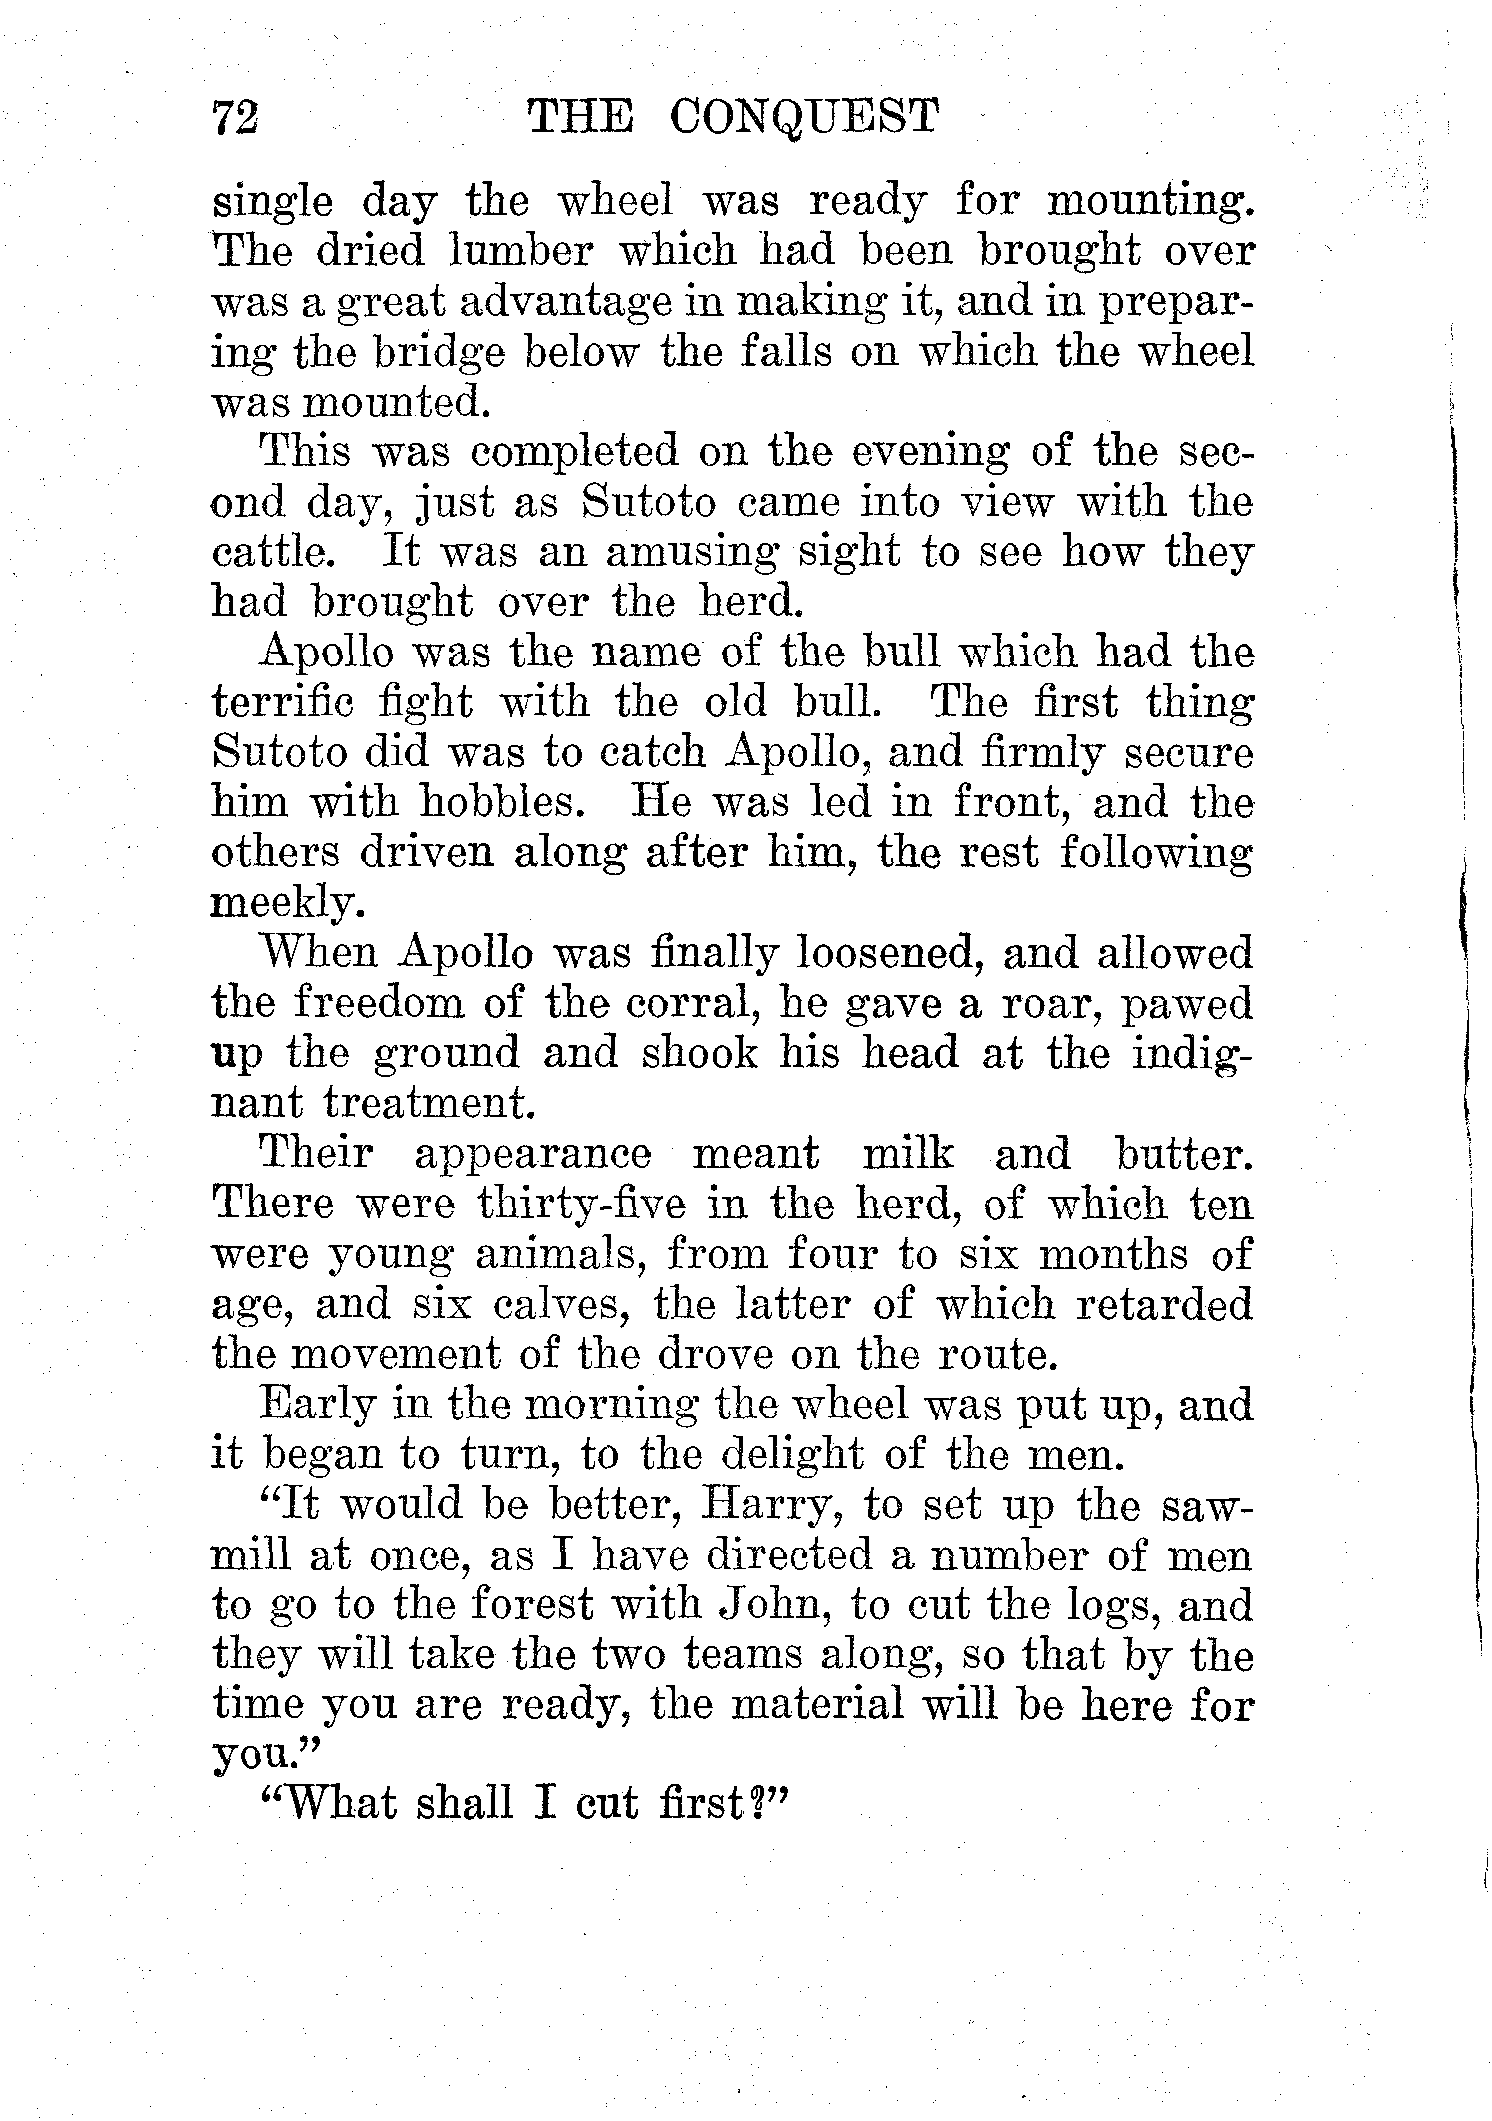 72 THE CONQUEST
single day the wheel was ready for mounting.
The dried lumber which had been brought over
was a great advantage in making it, and in prepar-
ing the bridge below the falls on which the wheel
was mounted.
This was completed on the evening of the sec-
ond day, just as Sutoto came into view with the
cattle. It was an amusing sight to see how they
had brought over the herd.
Apollo was the name of the bull which had the
terrific fight with the old bull. The first thing
Sutoto did was to catch Apollo, and firmly secure
him with hobbles. He was led in front, and the
others driven along after him, the rest following
meekly.
When Apollo was finally loosened, and allowed
the freedom of the corral, he gave a roar, pawed
up the ground and shook his head at the indig-
nant treatment.
Their appearance meant milk and butter.
There were thirty-five in the herd, of which ten
were young animals, from four to six months of
age, and six calves, the latter of which retarded
the movement of the drove on the route.
Early in the morning the wheel was put up, and
it began to turn, to the delight of the men.
“It would be better, Harry, to set up the saw-
mill at once, as I have directed a number of men
to go to the forest with John, to cut the logs, and
they will take the two teams along, so that by the
time you are ready, the material will be here for
you.”
“What shall I cut first?”